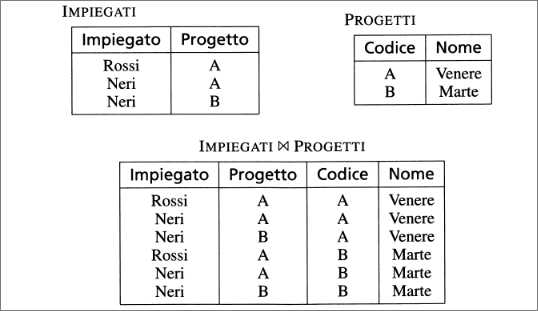 IMPIEGATI
Impiegato Progetto
Rossi A
Neri A
Neri B
PROGETTI
Codice Nome
A Venere
B Marte
IMPIEGATI ⋈ PROGETTI
Impiegato Progetto Codice Nome
Rossi A A Venere
Neri A A Venere
Neri B A Venere
Rossi A B Marte
Neri A B Marte
Neri B B Marte